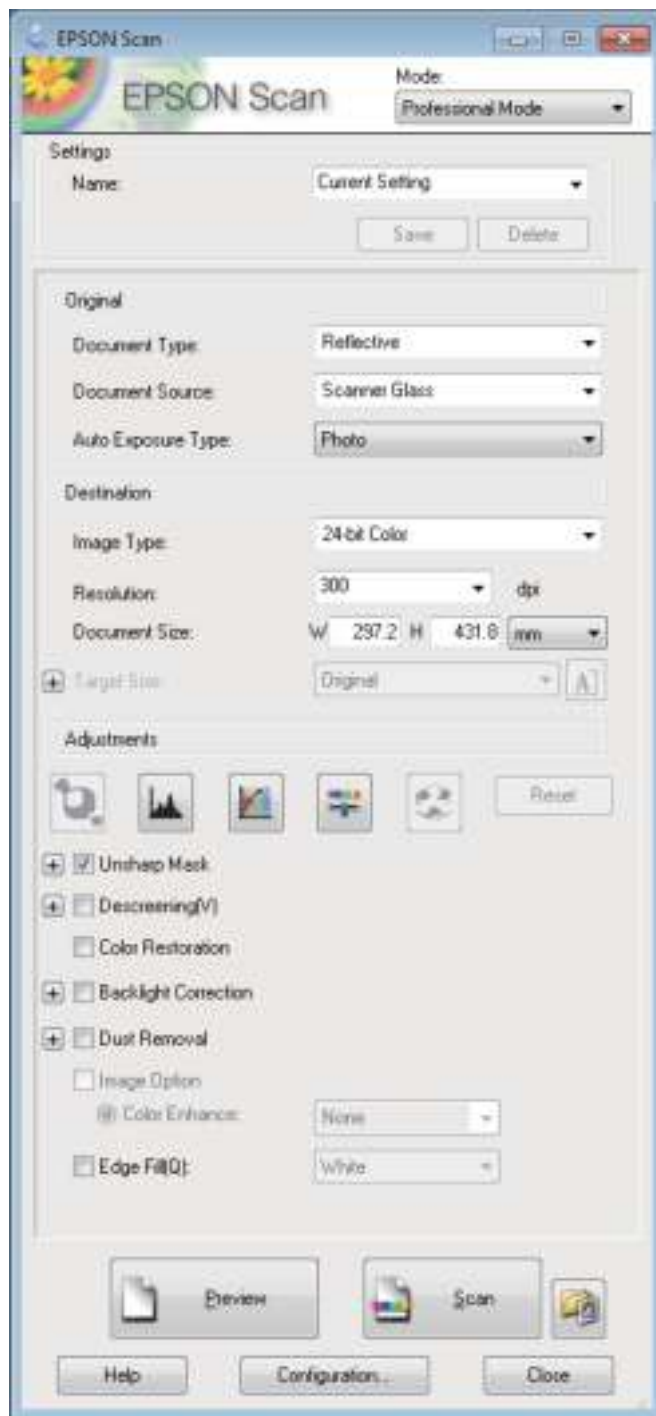 EPSON Scan
EPSON Scan
Mode:
Professional Mode
Settings
Name:
Current Setting
Save
Delete
Original
Document Type:
Reflective
Document Source:
Scanner Glass
Auto Exposure Type:
Photo
Destination
Image Type:
24-bit Color
Resolution:
300
dpi
Document Size:
W 297.2 H 431.8 mm
Target Size:
Original
Adjustments
Reset
Unsharp Mask
Descreening(V)
Color Restoration
Backlight Correction
Dust Removal
Image Option
Color Enhance:
None
Edge Fill(Q):
White
Preview
Scan
Help
Configuration...
Close